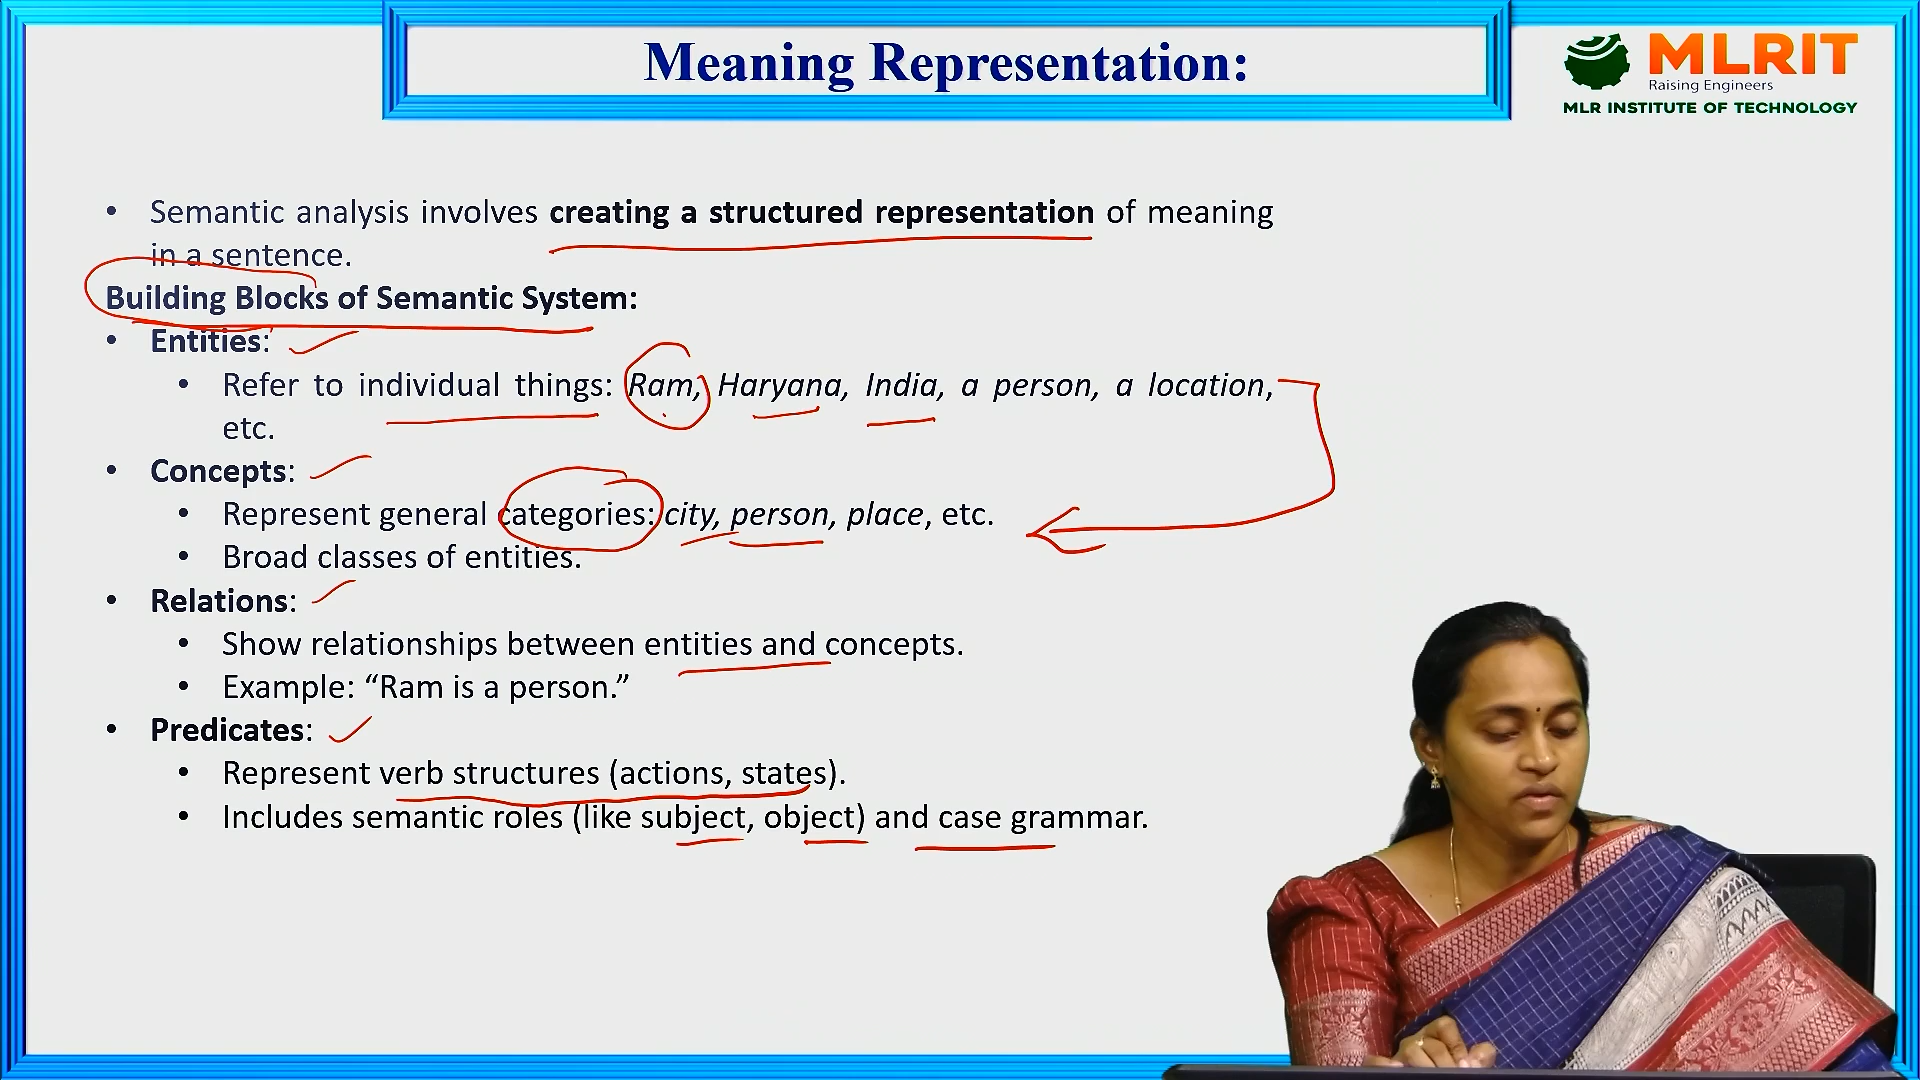 Meaning Representation:
MLRIT
Raising Engineers
MLR INSTITUTE OF TECHNOLOGY
• Semantic analysis involves creating a structured representation of meaning
in a sentence.
Building Blocks of Semantic System:
• Entities:
• Refer to individual things: Ram, Haryana, India, a person, a location,
etc.
• Concepts:
• Represent general categories: city, person, place, etc.
• Broad classes of entities.
• Relations:
• Show relationships between entities and concepts.
• Example: “Ram is a person.”
• Predicates:
• Represent verb structures (actions, states).
• Includes semantic roles (like subject, object) and case grammar.